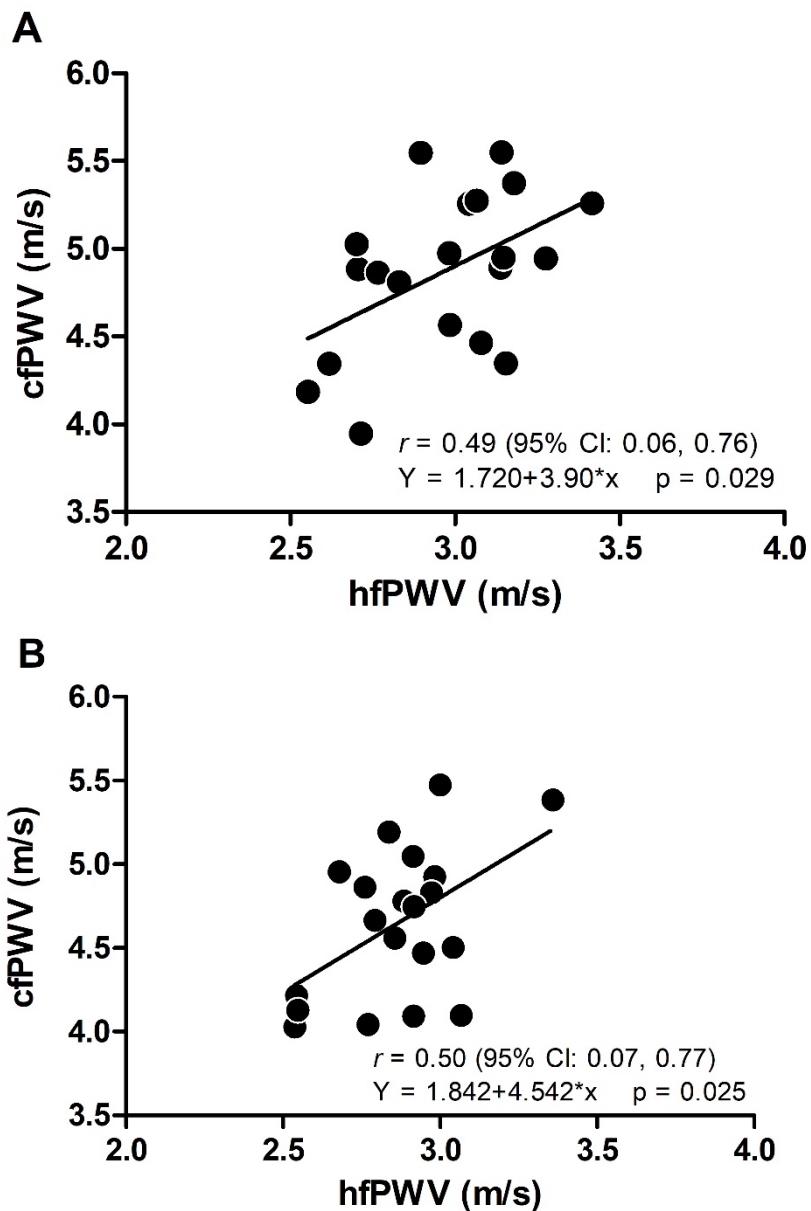 A
6.0
5.5
5.0
4.5
4.0
3.5
cfPWV (m/s)
r = 0.49 (95% CI: 0.06, 0.76)
Y = 1.720+3.90*x p = 0.029
2.0 2.5 3.0 3.5 4.0
hfPWV (m/s)
B
6.0
5.5
5.0
4.5
4.0
3.5
cfPWV (m/s)
r = 0.50 (95% CI: 0.07, 0.77)
Y = 1.842+4.542*x p = 0.025
2.0 2.5 3.0 3.5 4.0
hfPWV (m/s)